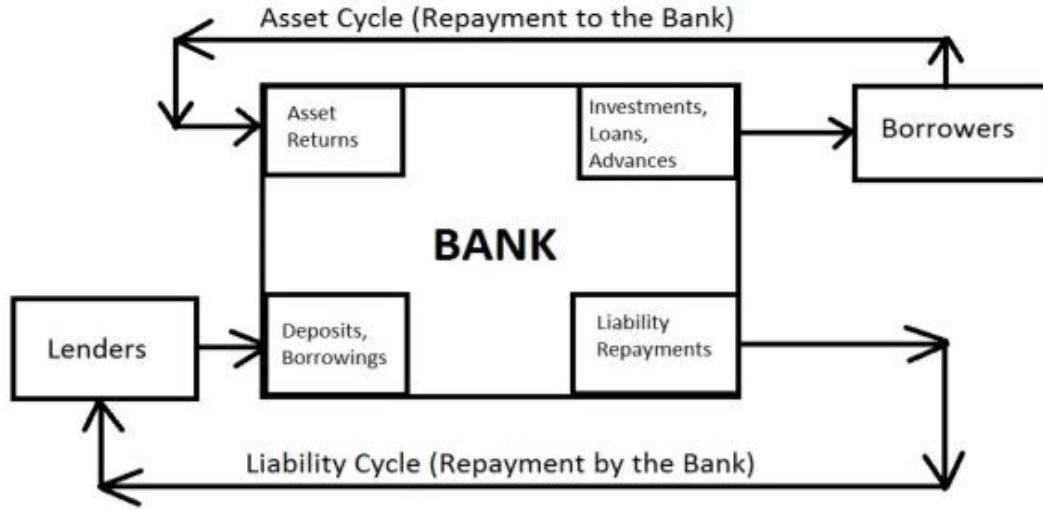 Asset Cycle (Repayment to the Bank)
Asset
Returns
Investments,
Loans,
Advances
Borrowers
BANK
Lenders
Deposits,
Borrowings
Liability
Repayments
Liability Cycle (Repayment by the Bank)